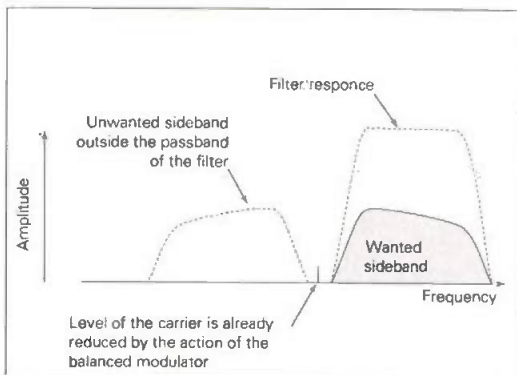 Filter responce
Unwanted sideband
outside the passband
of the filter
Amplitude
Wanted
sideband
Frequency
Level of the carrier is already
reduced by the action of the
balanced modulator